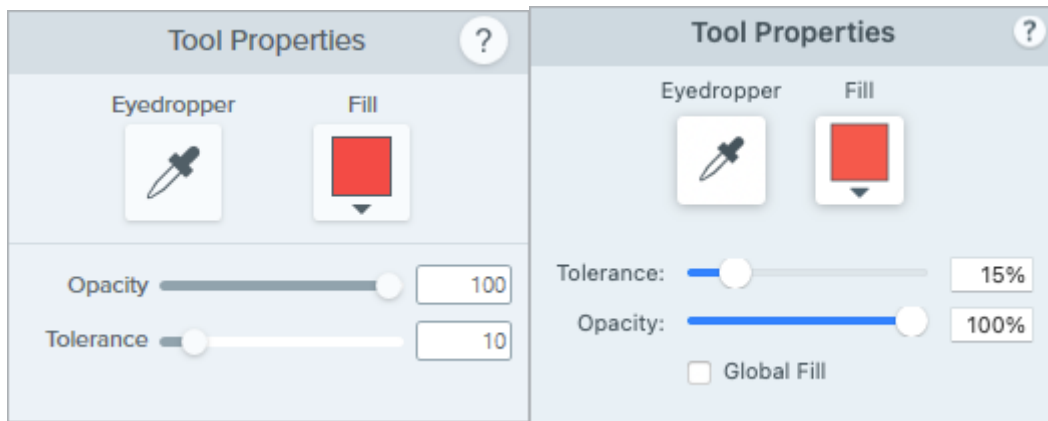 Tool Properties ?
Eyedropper Fill
Opacity 100
Tolerance 10
Tool Properties ?
Eyedropper Fill
Tolerance: 15%
Opacity: 100%
Global Fill